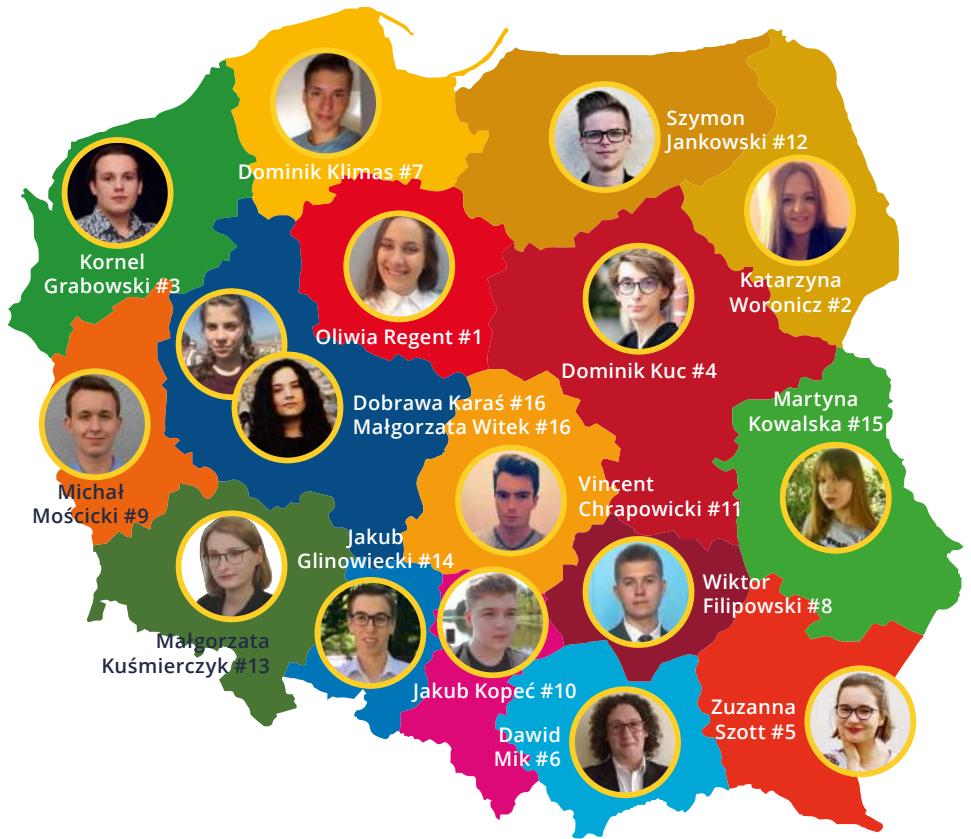 Szymon
Jankowski #12
Dominik Klimas #7
Kornel
Grabowski #3
Katarzyna
Woronicz #2
Oliwia Regent #1
Dominik Kuc #4
Dobrawa Karaś #16
Małgorzata Witek #16
Martyna
Kowalska #15
Michał
Mościcki #9
Vincent
Chrapowicki #11
Jakub
Glinowiecki #14
Wiktor
Filipowski #8
Małgorzata
Kuśmierczyk #13
Jakub Kopeć #10
Dawid
Mik #6
Zuzanna
Szott #5